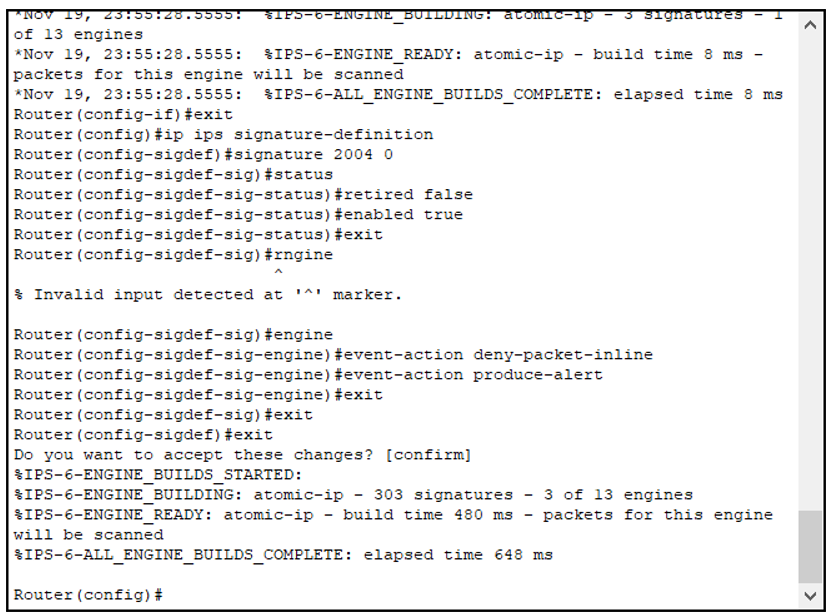 *Nov 19, 23:55:28.5555: %IPS-6-ENGINE_BUILDING: atomic-ip - 3 signatures - 1
of 13 engines
*Nov 19, 23:55:28.5555: %IPS-6-ENGINE_READY: atomic-ip - build time 8 ms -
packets for this engine will be scanned
*Nov 19, 23:55:28.5555: %IPS-6-ALL_ENGINE_BUILDS_COMPLETE: elapsed time 8 ms
Router(config-if)#exit
Router(config)#ip ips signature-definition
Router(config-sigdef)#signature 2004 0
Router(config-sigdef-sig)#status
Router(config-sigdef-sig-status)#retired false
Router(config-sigdef-sig-status)#enabled true
Router(config-sigdef-sig-status)#exit
Router(config-sigdef-sig)#rngine
^
% Invalid input detected at '^' marker.
Router(config-sigdef-sig)#engine
Router(config-sigdef-sig-engine)#event-action deny-packet-inline
Router(config-sigdef-sig-engine)#event-action produce-alert
Router(config-sigdef-sig-engine)#exit
Router(config-sigdef-sig)#exit
Router(config-sigdef)#exit
Do you want to accept these changes? [confirm]
%IPS-6-ENGINE_BUILDS_STARTED:
%IPS-6-ENGINE_BUILDING: atomic-ip - 303 signatures - 3 of 13 engines
%IPS-6-ENGINE_READY: atomic-ip - build time 480 ms - packets for this engine
will be scanned
%IPS-6-ALL_ENGINE_BUILDS_COMPLETE: elapsed time 648 ms
Router(config)#